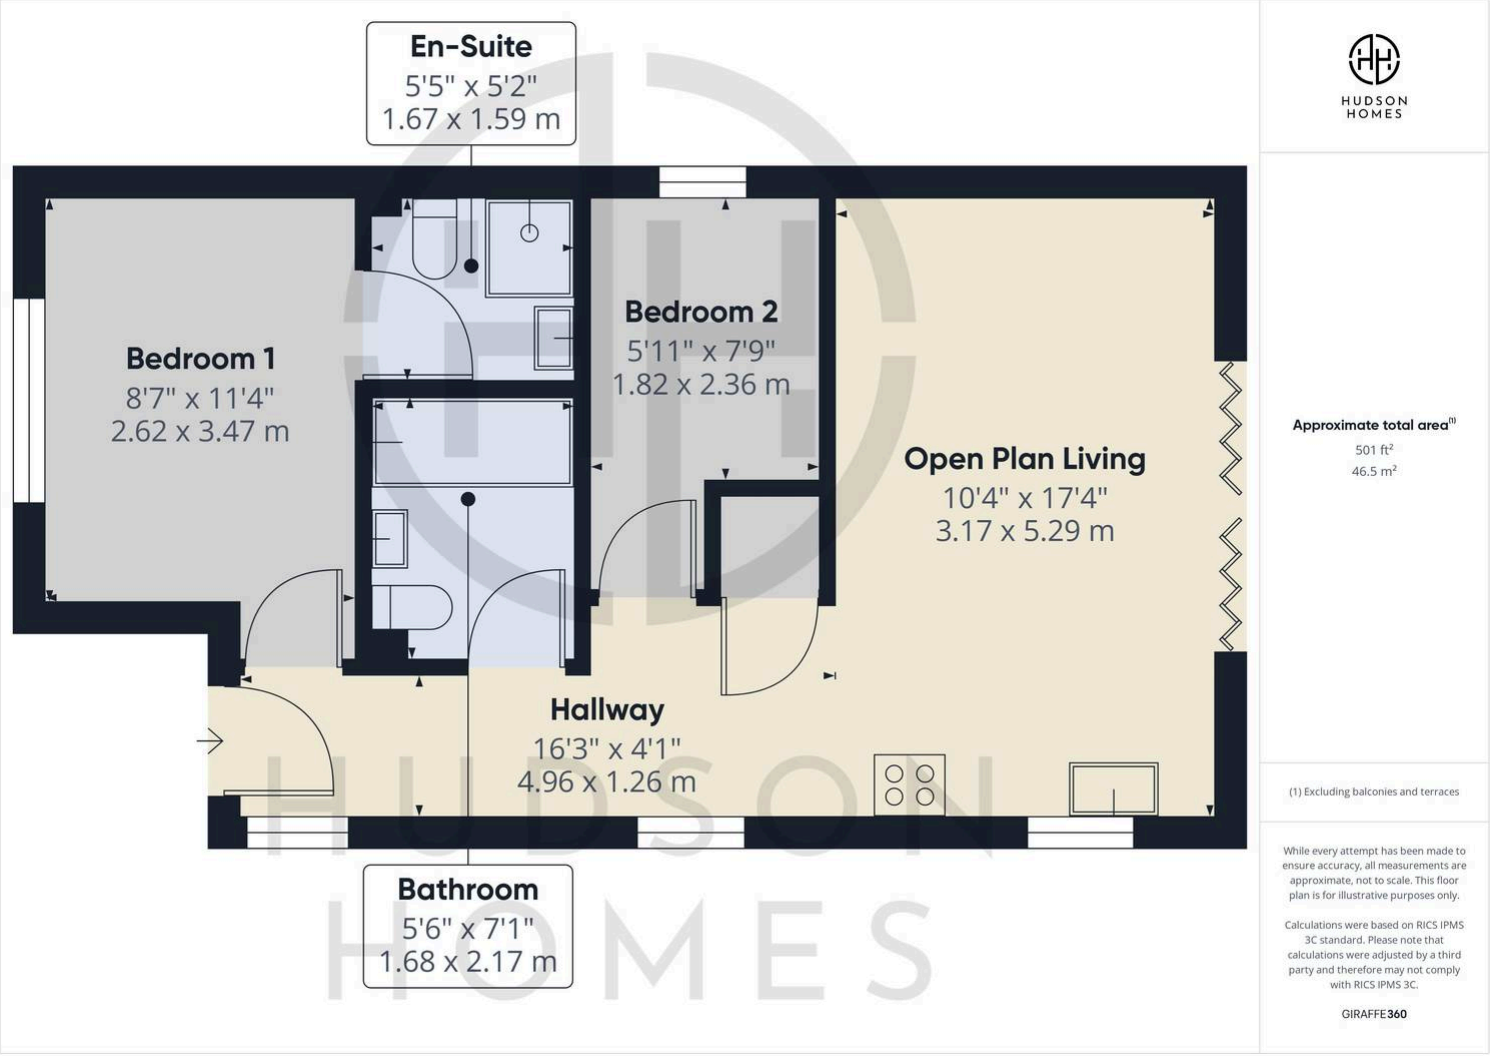 En-Suite
5'5" x 5'2"
1.67 x 1.59 m
HUDSON
HOMES
Bedroom 1
8'7" x 11'4"
2.62 x 3.47 m
Bedroom 2
5'11" x 7'9"
1.82 x 2.36 m
Open Plan Living
10'4" x 17'4"
3.17 x 5.29 m
Hallway
16'3" x 4'1"
4.96 x 1.26 m
Bathroom
5'6" x 7'1"
1.68 x 2.17 m
HUDSON
HOMES
Approximate total area(1)
501 ft²
46.5 m²
(1) Excluding balconies and terraces
While every attempt has been made to
ensure accuracy, all measurements are
approximate, not to scale. This floor
plan is for illustrative purposes only.
Calculations were based on RICS IPMS
3C standard. Please note that
calculations were adjusted by a third
party and therefore may not comply
with RICS IPMS 3C.
GIRAFFE360